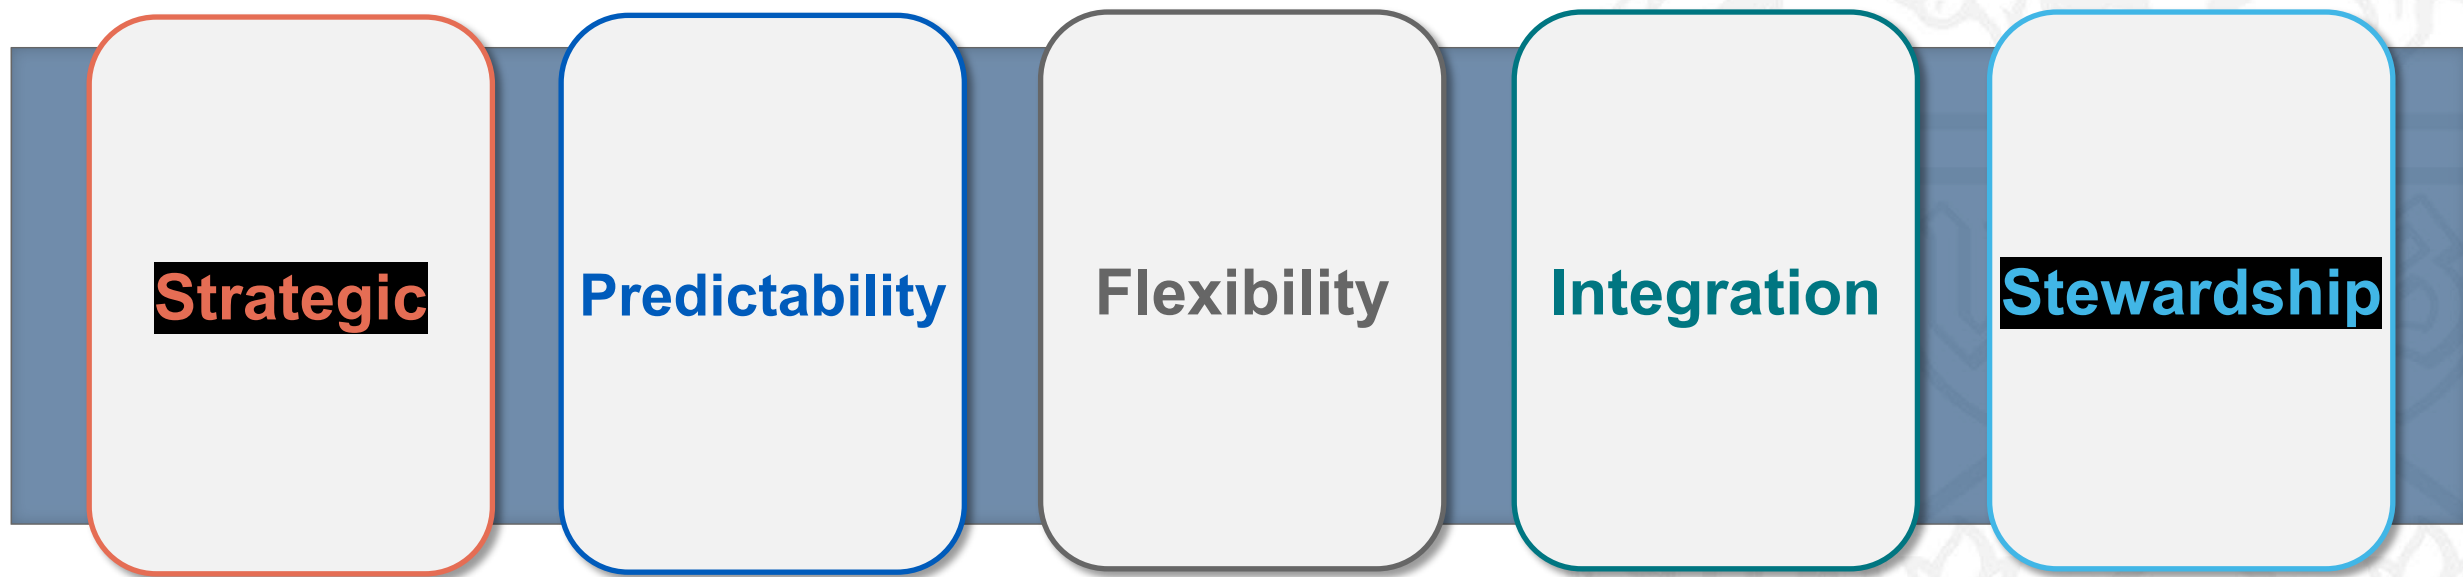 Strategic
Predictability
Flexibility
Integration
Stewardship